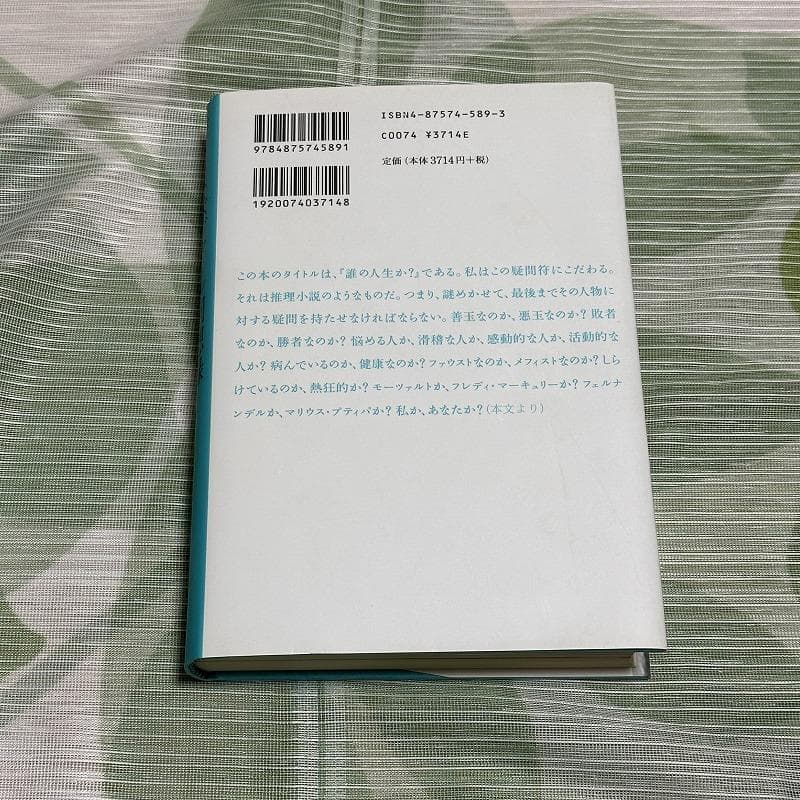 ISBN4-87574-589-3
C0074 ¥3714E
定価(本体3714円+税)
9784875745891
1920074037148
この本のタイトルは、『誰の人生か?』である。私はこの疑問符にこだわる。
それは推理小説のようなものだ。つまり、謎めかせて、最後までその人物に
対する疑問を持たせなければならない。善玉なのか、悪玉なのか? 敗者
なのか、勝者なのか? 悩める人か、滑稽な人か、感動的な人か、活動的な
人か? 病んでいるのか、健康なのか? ファウストなのか、メフィストなのか? しら
けているのか、熱狂的か? モーツァルトか、フレディ・マーキュリーか? フェルナ
ンデルか、マリウス・プティパか? 私か、あなたか?(本文より)